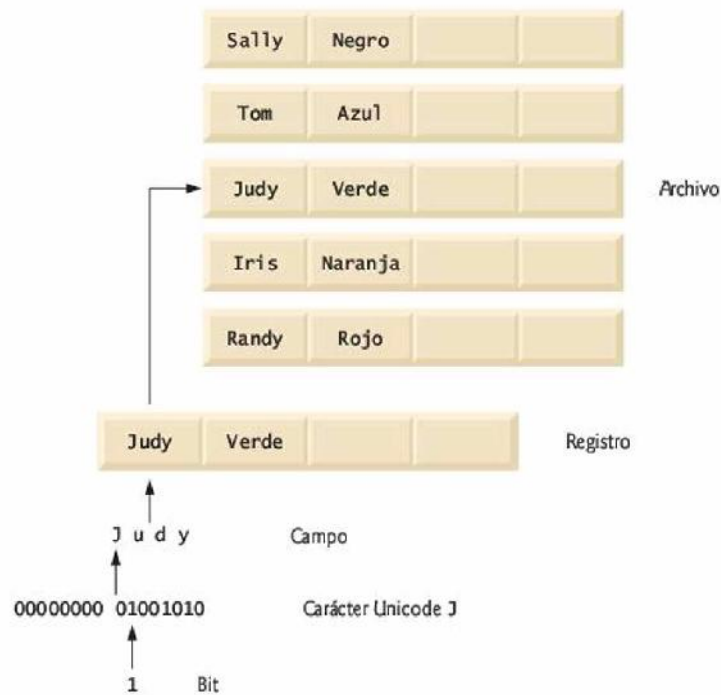 Sally Negro
Tom Azul
Judy Verde Archivo
Iris Naranja
Randy Rojo
Judy Verde Registro
J u d y Campo
00000000 01001010 Carácter Unicode J
1 Bit